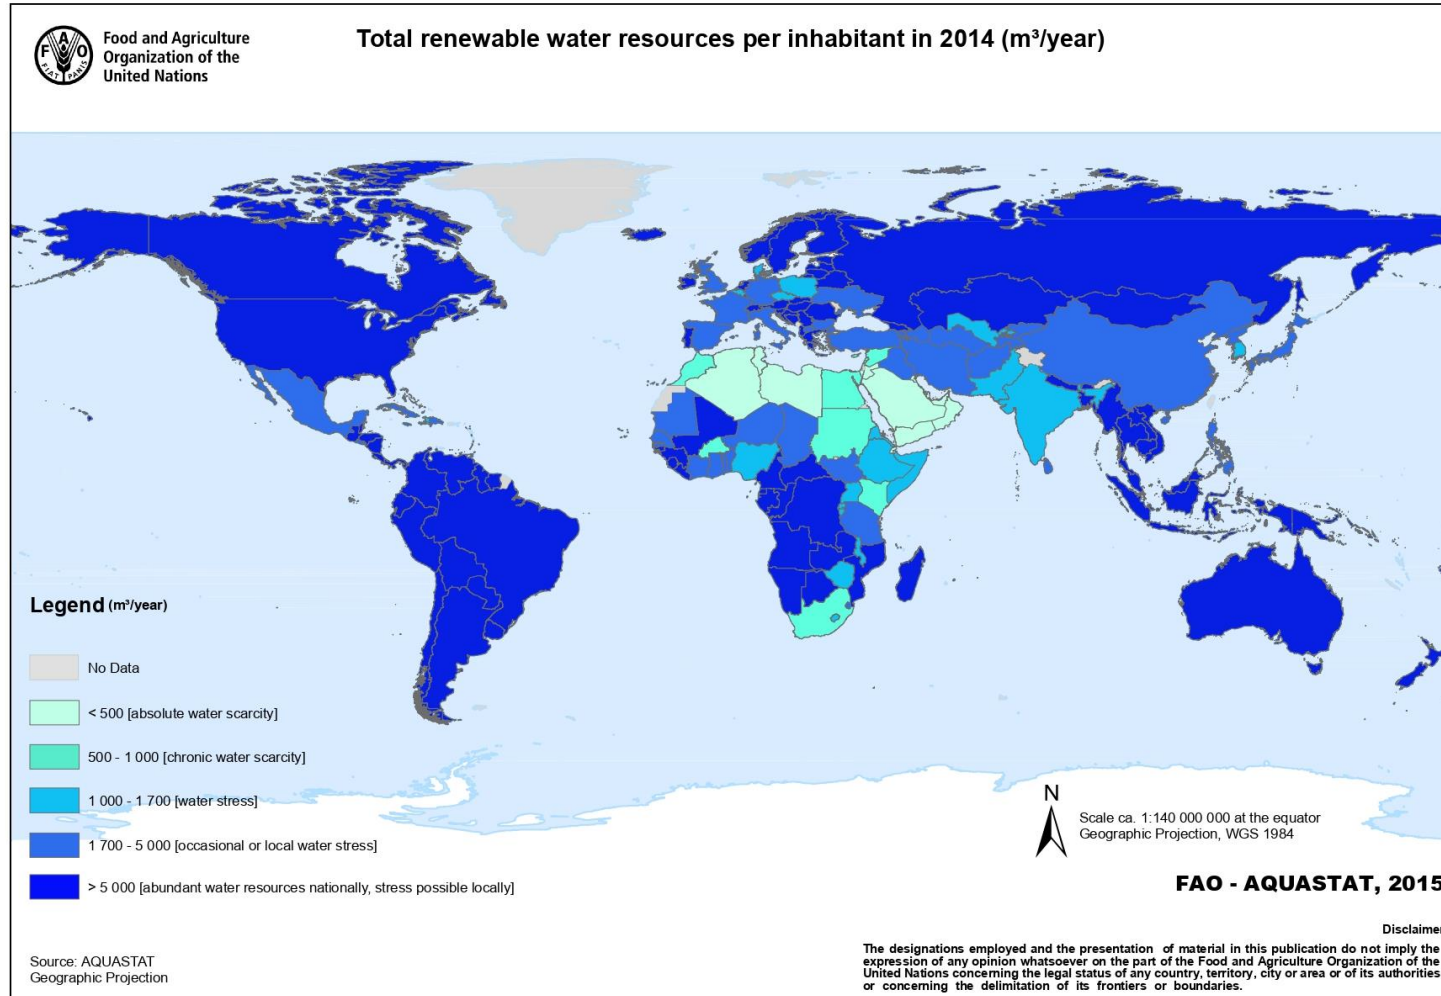 Food and Agriculture
Organization of the
United Nations
F A O
FIAT PANIS
Total renewable water resources per inhabitant in 2014 (m³/year)
Legend (m³/year)
No Data
< 500 [absolute water scarcity]
500 - 1 000 [chronic water scarcity]
1 000 - 1 700 [water stress]
1 700 - 5 000 [occasional or local water stress]
> 5 000 [abundant water resources nationally, stress possible locally]
N
Scale ca. 1:140 000 000 at the equator
Geographic Projection, WGS 1984
FAO - AQUASTAT, 2015
Source: AQUASTAT
Geographic Projection
Disclaimer
The designations employed and the presentation of material in this publication do not imply the
expression of any opinion whatsoever on the part of the Food and Agriculture Organization of the
United Nations concerning the legal status of any country, territory, city or area or of its authorities
or concerning the delimitation of its frontiers or boundaries.